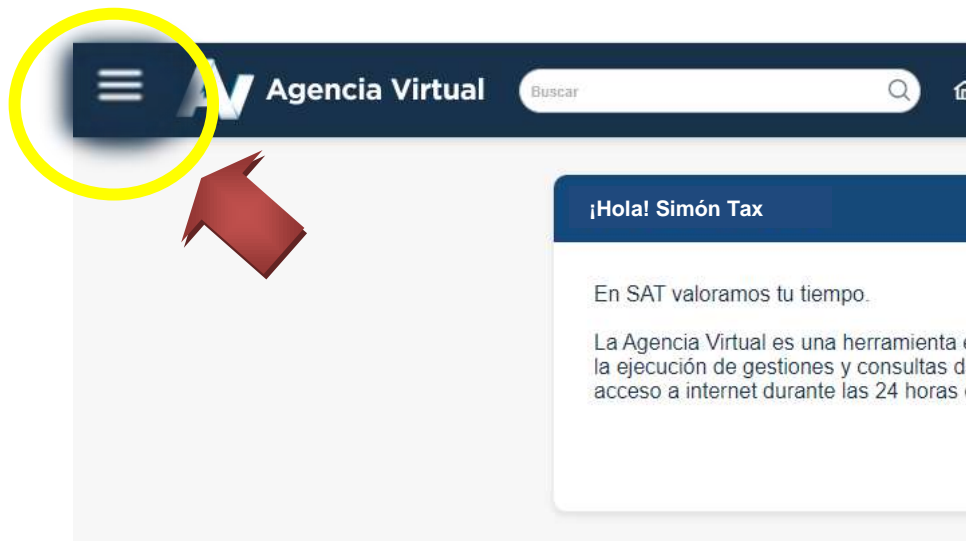 AV Agencia Virtual Buscar
¡Hola! Simón Tax
En SAT valoramos tu tiempo.
La Agencia Virtual es una herramienta
la ejecución de gestiones y consultas
acceso a internet durante las 24 horas